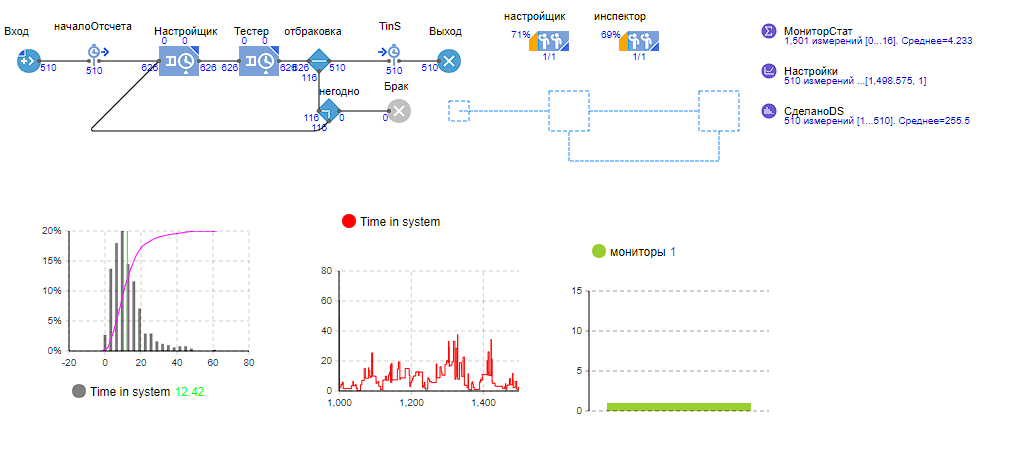 Вход
началоОтсчета
Настройщик
Тестер
отбраковка
TinS
Выход
настройщик
инспектор
МониторСтат
1,501 измерений [0...16]. Среднее=4.233
0 0
0 0
71%
69%
1/1
1/1
510
510
626
626
626
626
626
510
510
510
116
Настройки
510 измерений ...[1,498.575, 1]
негодно
Брак
116
0
0
116
СделаноDS
510 измерений [1...510]. Среднее=255.5
Time in system
мониторы 1
20%
15%
10%
5%
0%
-20 0 20 40 60 80
Time in system 12.42
80
60
40
20
0
1,000 1,200 1,400
15
10
5
0